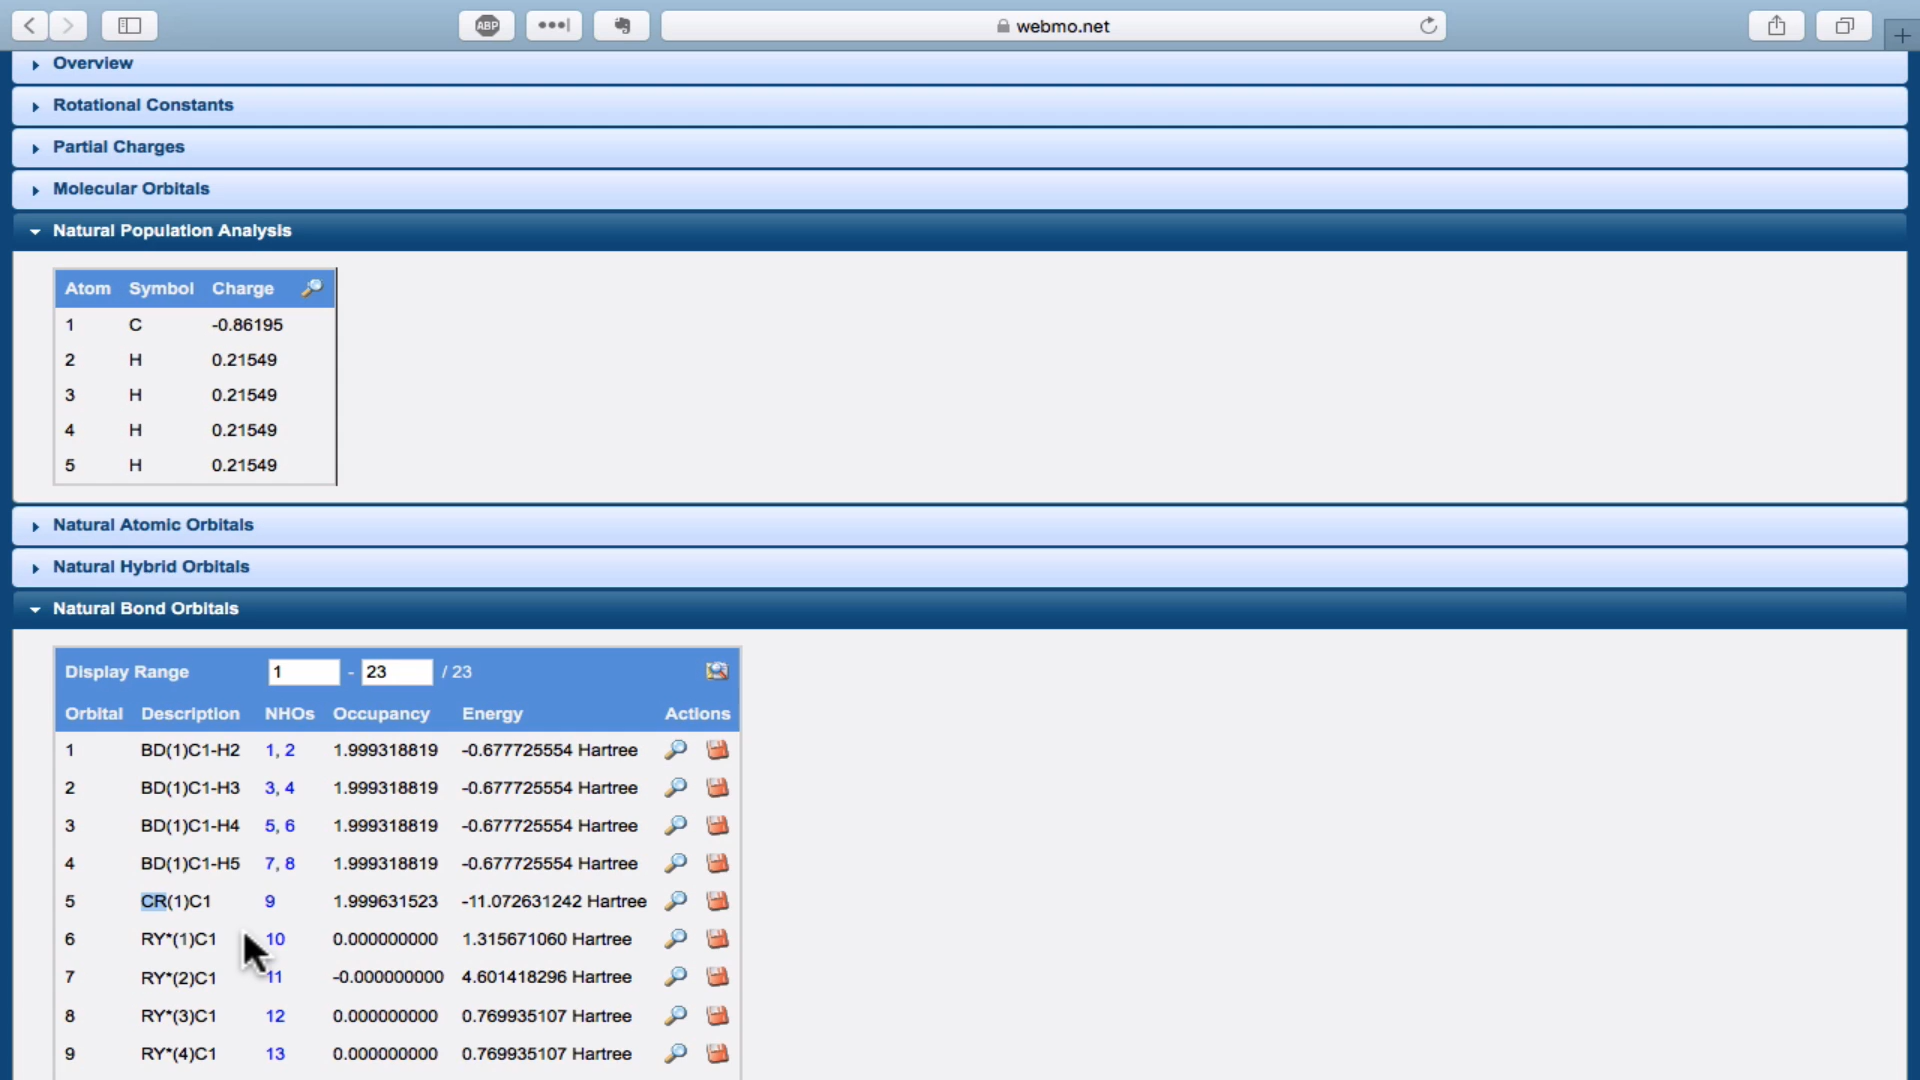 ABP
webmo.net
Overview
Rotational Constants
Partial Charges
Molecular Orbitals
Natural Population Analysis
Atom Symbol Charge
1 C -0.86195
2 H 0.21549
3 H 0.21549
4 H 0.21549
5 H 0.21549
Natural Atomic Orbitals
Natural Hybrid Orbitals
Natural Bond Orbitals
Display Range 1 - 23 / 23
Orbital Description NHOs Occupancy Energy Actions
1 BD(1)C1-H2 1, 2 1.999318819 -0.677725554 Hartree
2 BD(1)C1-H3 3, 4 1.999318819 -0.677725554 Hartree
3 BD(1)C1-H4 5, 6 1.999318819 -0.677725554 Hartree
4 BD(1)C1-H5 7, 8 1.999318819 -0.677725554 Hartree
5 CR(1)C1 9 1.999631523 -11.072631242 Hartree
6 RY*(1)C1 10 0.000000000 1.315671060 Hartree
7 RY*(2)C1 11 -0.000000000 4.601418296 Hartree
8 RY*(3)C1 12 0.000000000 0.769935107 Hartree
9 RY*(4)C1 13 0.000000000 0.769935107 Hartree